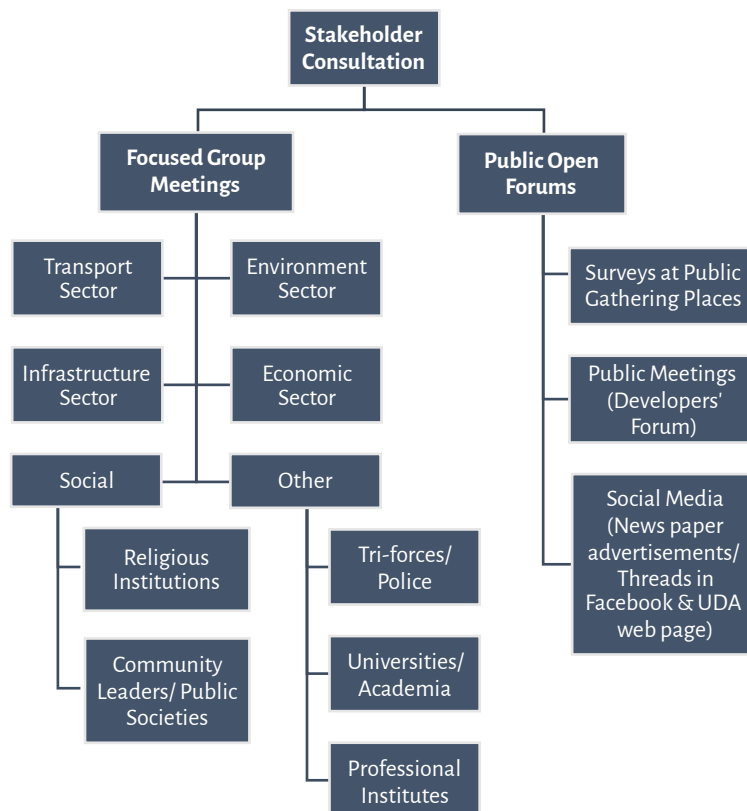 Stakeholder
Consultation
Focused Group
Meetings
Public Open
Forums
Transport
Sector
Environment
Sector
Infrastructure
Sector
Economic
Sector
Social
Other
Religious
Institutions
Community
Leaders/ Public
Societies
Tri-forces/
Police
Universities/
Academia
Professional
Institutes
Surveys at Public
Gathering Places
Public Meetings
(Developers'
Forum)
Social Media
(News paper
advertisements/
Threads in
Facebook & UDA
web page)